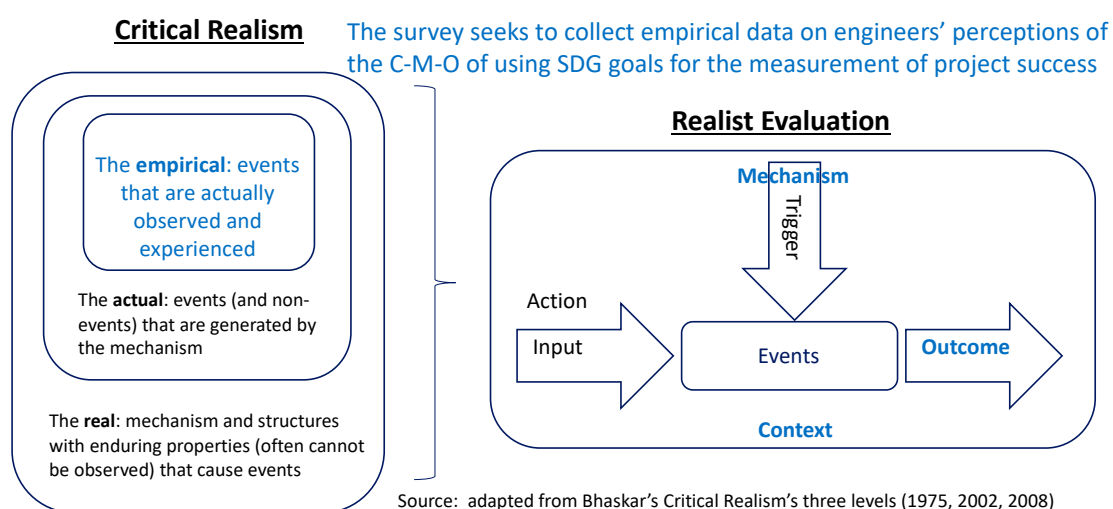 Critical Realism
The survey seeks to collect empirical data on engineers' perceptions of
the C-M-O of using SDG goals for the measurement of project success
The empirical: events
that are actually
observed and
experienced
The actual: events (and non-
events) that are generated by
the mechanism
The real: mechanism and structures
with enduring properties (often cannot
be observed) that cause events
Realist Evaluation
Mechanism
Trigger
Action
Input
Events
Outcome
Context
Source:  adapted from Bhaskar's Critical Realism's three levels (1975, 2002, 2008)